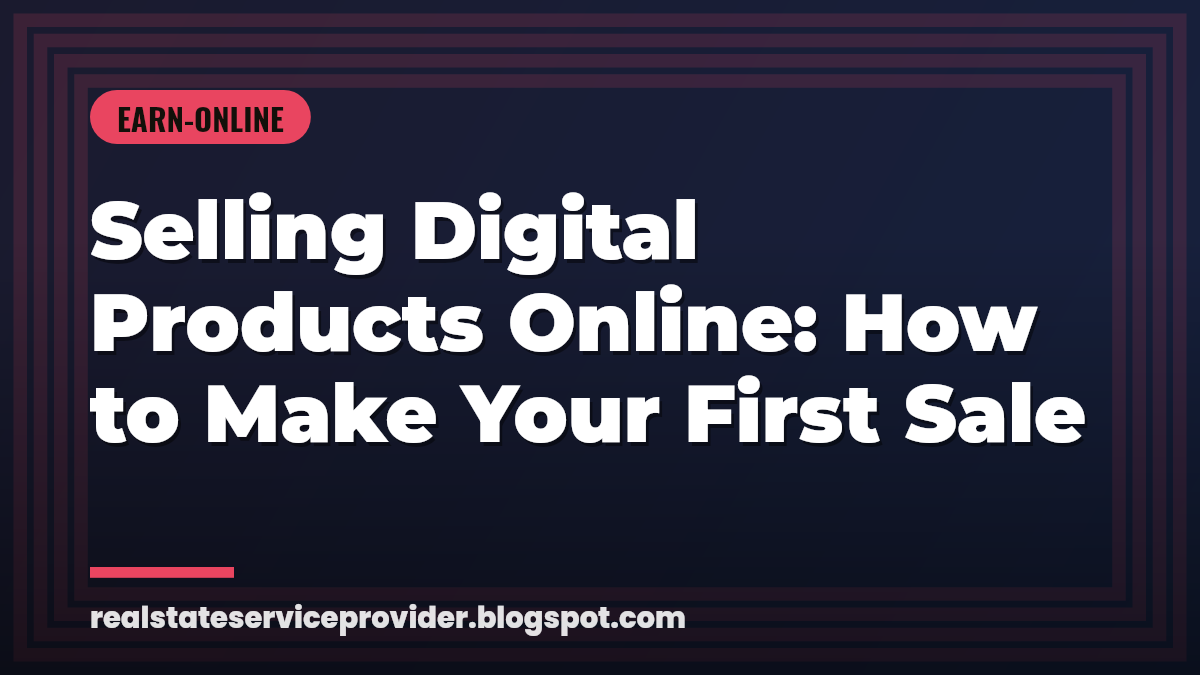 EARN-ONLINE
Selling Digital
Products Online: How
to Make Your First Sale
realstateserviceprovider.blogspot.com